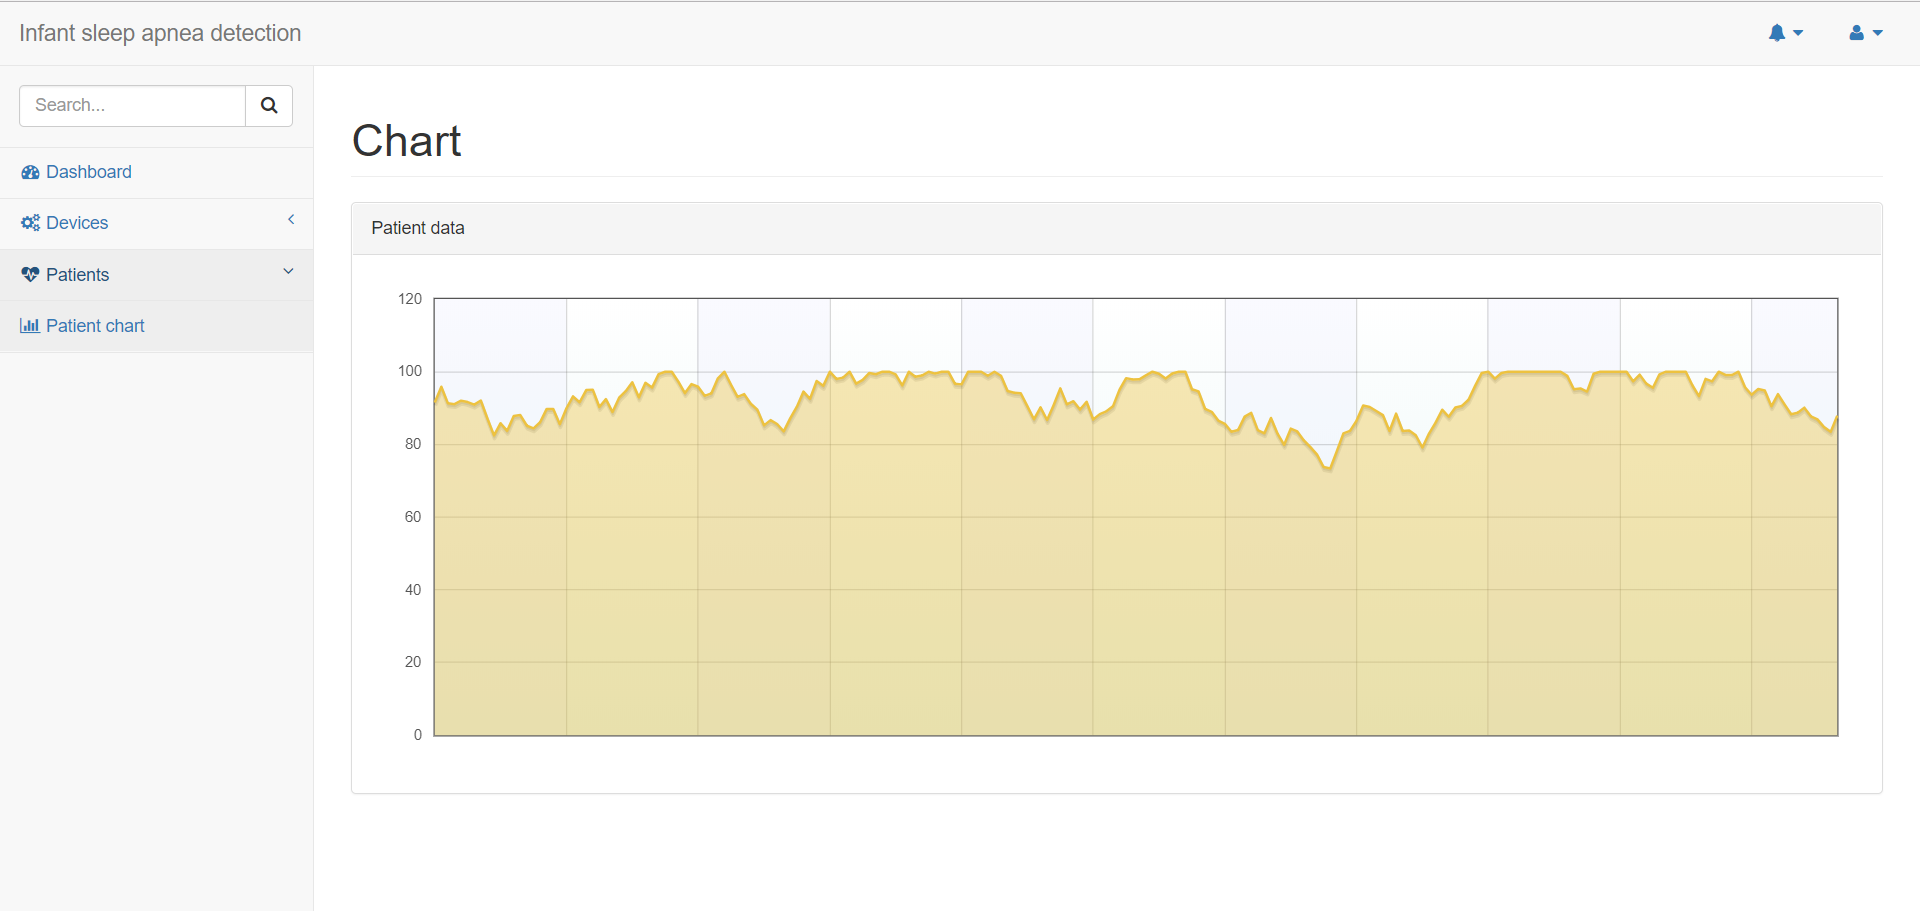 Infant sleep apnea detection
Search...
Dashboard
Devices
Patients
Patient chart
Chart
Patient data
120
100
80
60
40
20
0